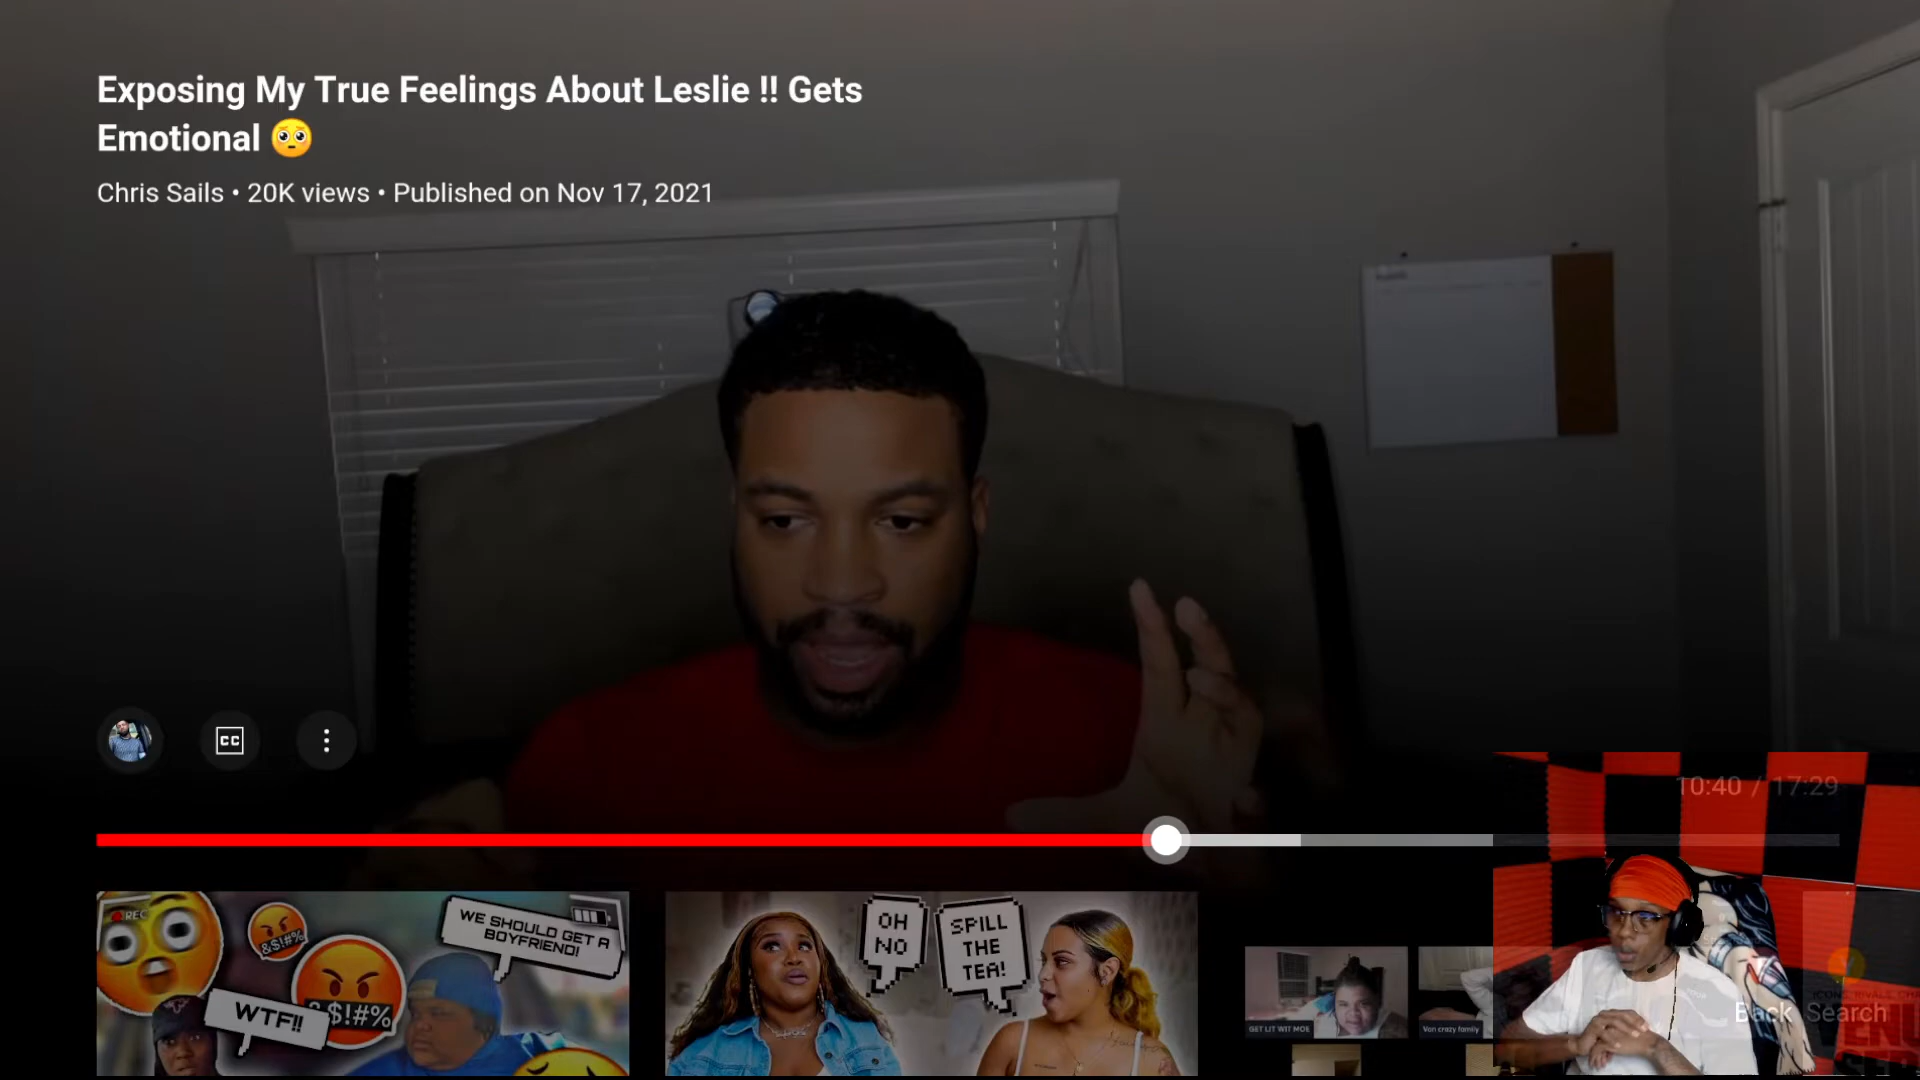 Exposing My True Feelings About Leslie !! Gets
Emotional 🥺
Chris Sails • 20K views • Published on Nov 17, 2021
CC
10:40 / 17:29
REC
&$!#%
WE SHOULD GET A
BOYFRIEND!
WTF!!
$!#%
OH
NO
SPILL
THE
TEA!
GET LIT WIT MOE
Von crazy family
Back Search